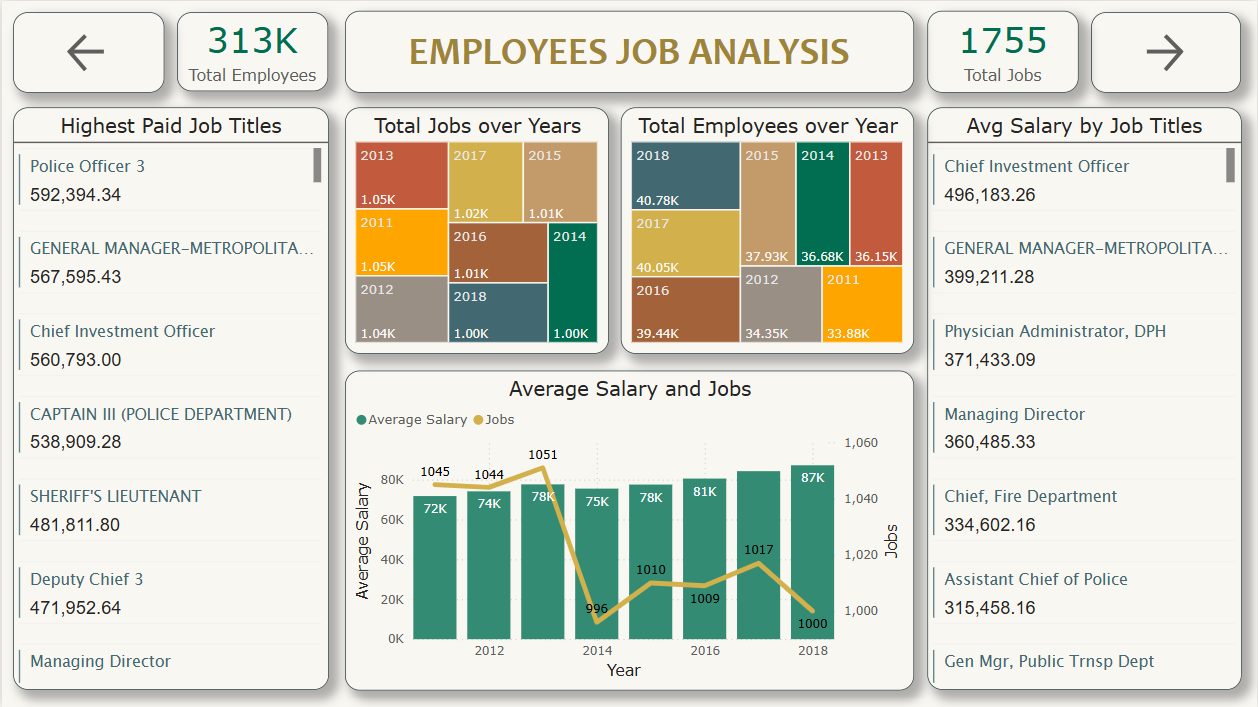 313K
Total Employees
EMPLOYEES JOB ANALYSIS
1755
Total Jobs
Highest Paid Job Titles
Police Officer 3
592,394.34
GENERAL MANAGER-METROPOLITA...
567,595.43
Chief Investment Officer
560,793.00
CAPTAIN III (POLICE DEPARTMENT)
538,909.28
SHERIFF'S LIEUTENANT
481,811.80
Deputy Chief 3
471,952.64
Managing Director
Total Jobs over Years
2013
1.05K
2011
1.05K
2012
1.04K
2017
1.02K
2015
1.01K
2016
1.01K
2018
1.00K
2014
1.00K
Total Employees over Year
2018
40.78K
2017
40.05K
2016
39.44K
2015
37.93K
2014
36.68K
2013
36.15K
2012
34.35K
2011
33.88K
Average Salary and Jobs
Average Salary Jobs
Average Salary
80K
60K
40K
20K
0K
1045
1044
1051
996
1010
1009
1017
1000
72K
74K
78K
75K
78K
81K
87K
1,060
1,040
1,020
1,000
Jobs
2012 2014 2016 2018
Year
Avg Salary by Job Titles
Chief Investment Officer
496,183.26
GENERAL MANAGER-METROPOLITA...
399,211.28
Physician Administrator, DPH
371,433.09
Managing Director
360,485.33
Chief, Fire Department
334,602.16
Assistant Chief of Police
315,458.16
Gen Mgr, Public Trnsp Dept